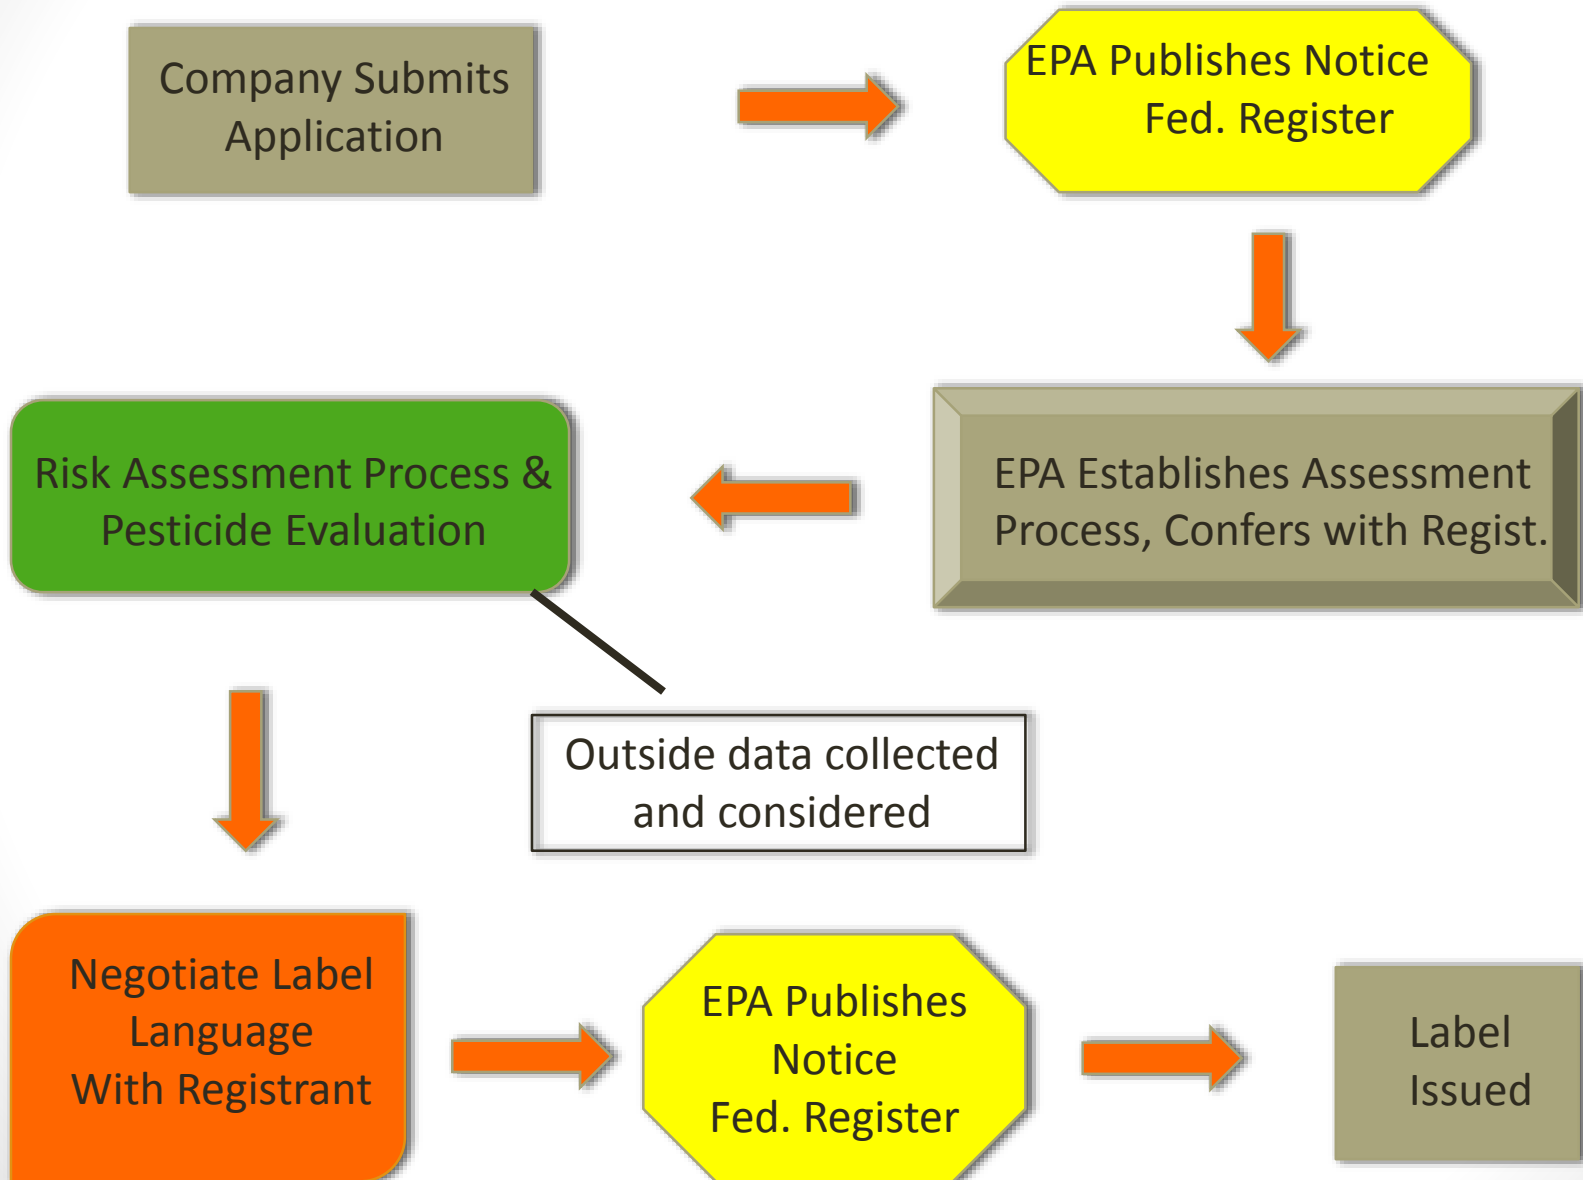 Company Submits
Application
EPA Publishes Notice
Fed. Register
Risk Assessment Process &
Pesticide Evaluation
EPA Establishes Assessment
Process, Confers with Regist.
Outside data collected
and considered
Negotiate Label
Language
With Registrant
EPA Publishes
Notice
Fed. Register
Label
Issued